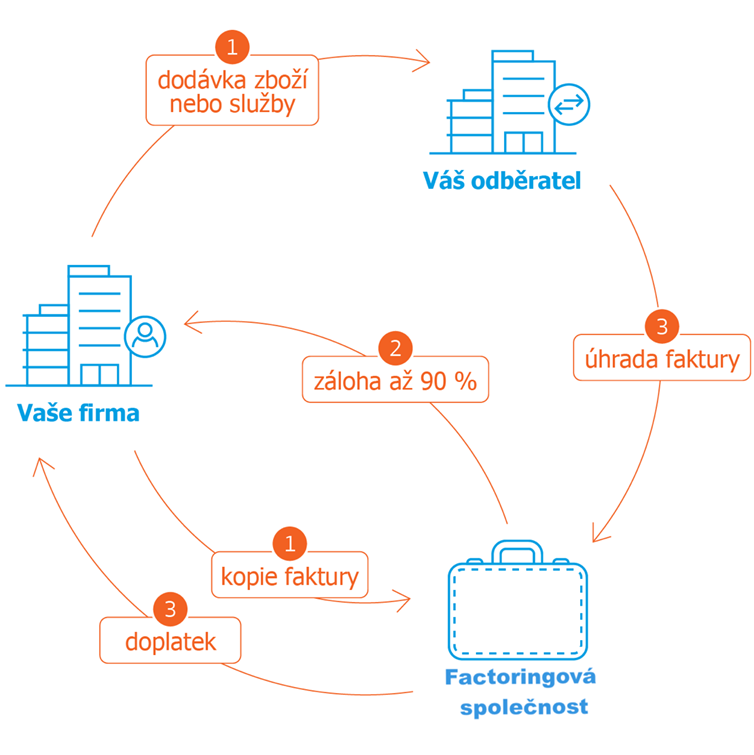 1
dodávka zboží
nebo služby
Váš odběratel
Vaše firma
2
záloha až 90 %
3
úhrada faktury
1
kopie faktury
3
doplatek
Factoringová
společnost